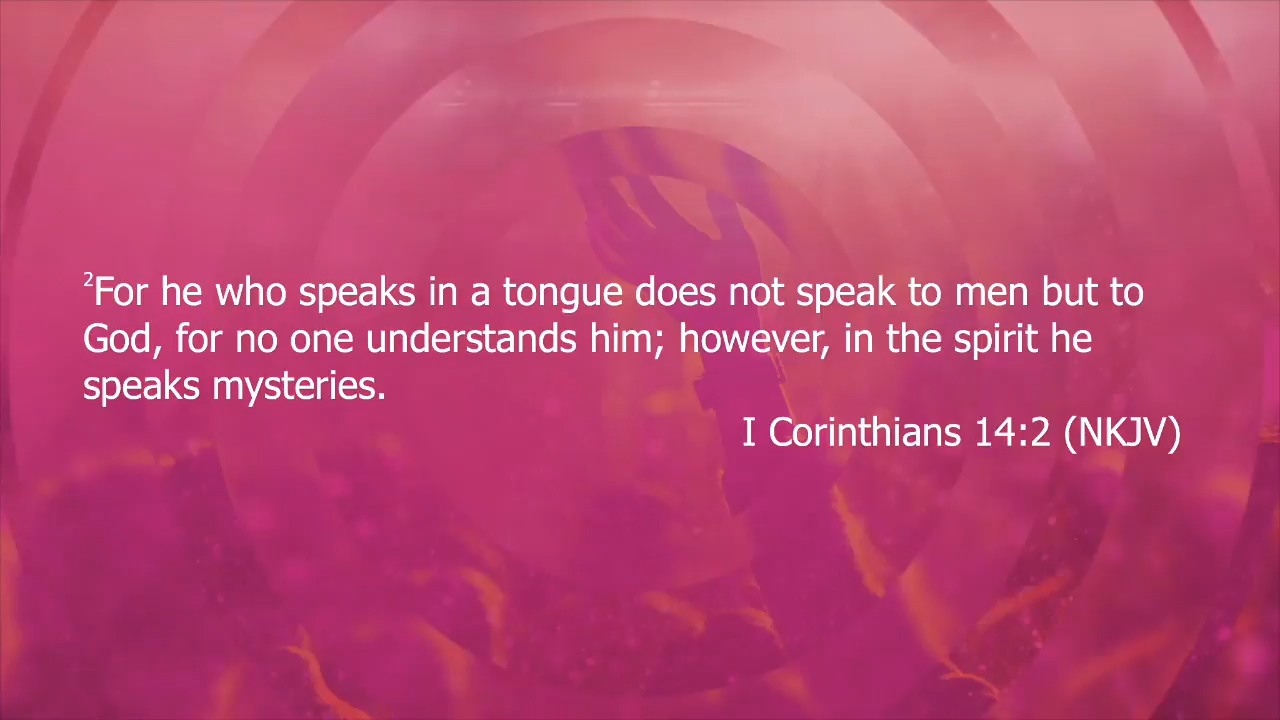 ²For he who speaks in a tongue does not speak to men but to
God, for no one understands him; however, in the spirit he
speaks mysteries.
I Corinthians 14:2 (NKJV)